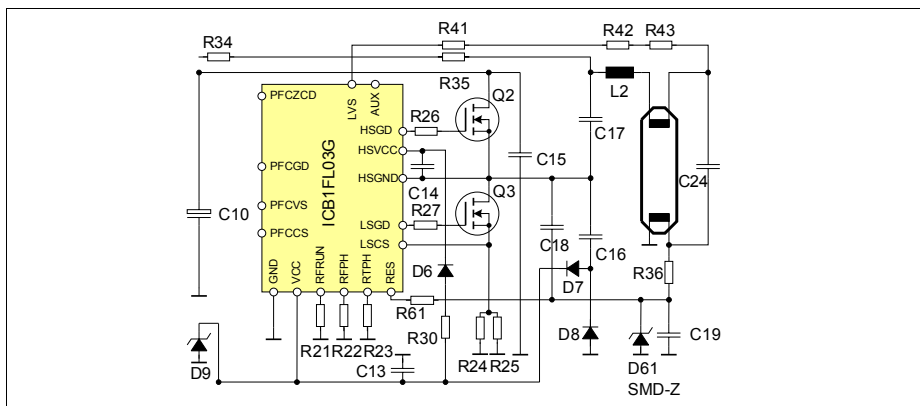 R41
R42 R43
R34
R35
L2
PFCZCD
LVS
AUX
Q2
R26
HSGD
C17
HSVCC
C15
PFCGD
C14
HSGND
Q3
C24
ICB1FL03G
R27
PFCVS
LSGD
C10
C18
PFCCS
LSCS
C16
GND
VCC
RFRUN
RFPH
RTPH
RES
D6
D7
R36
R61
R30
D8
C19
D9
R21 R22 R23
C13
R24 R25
D61
SMD-Z